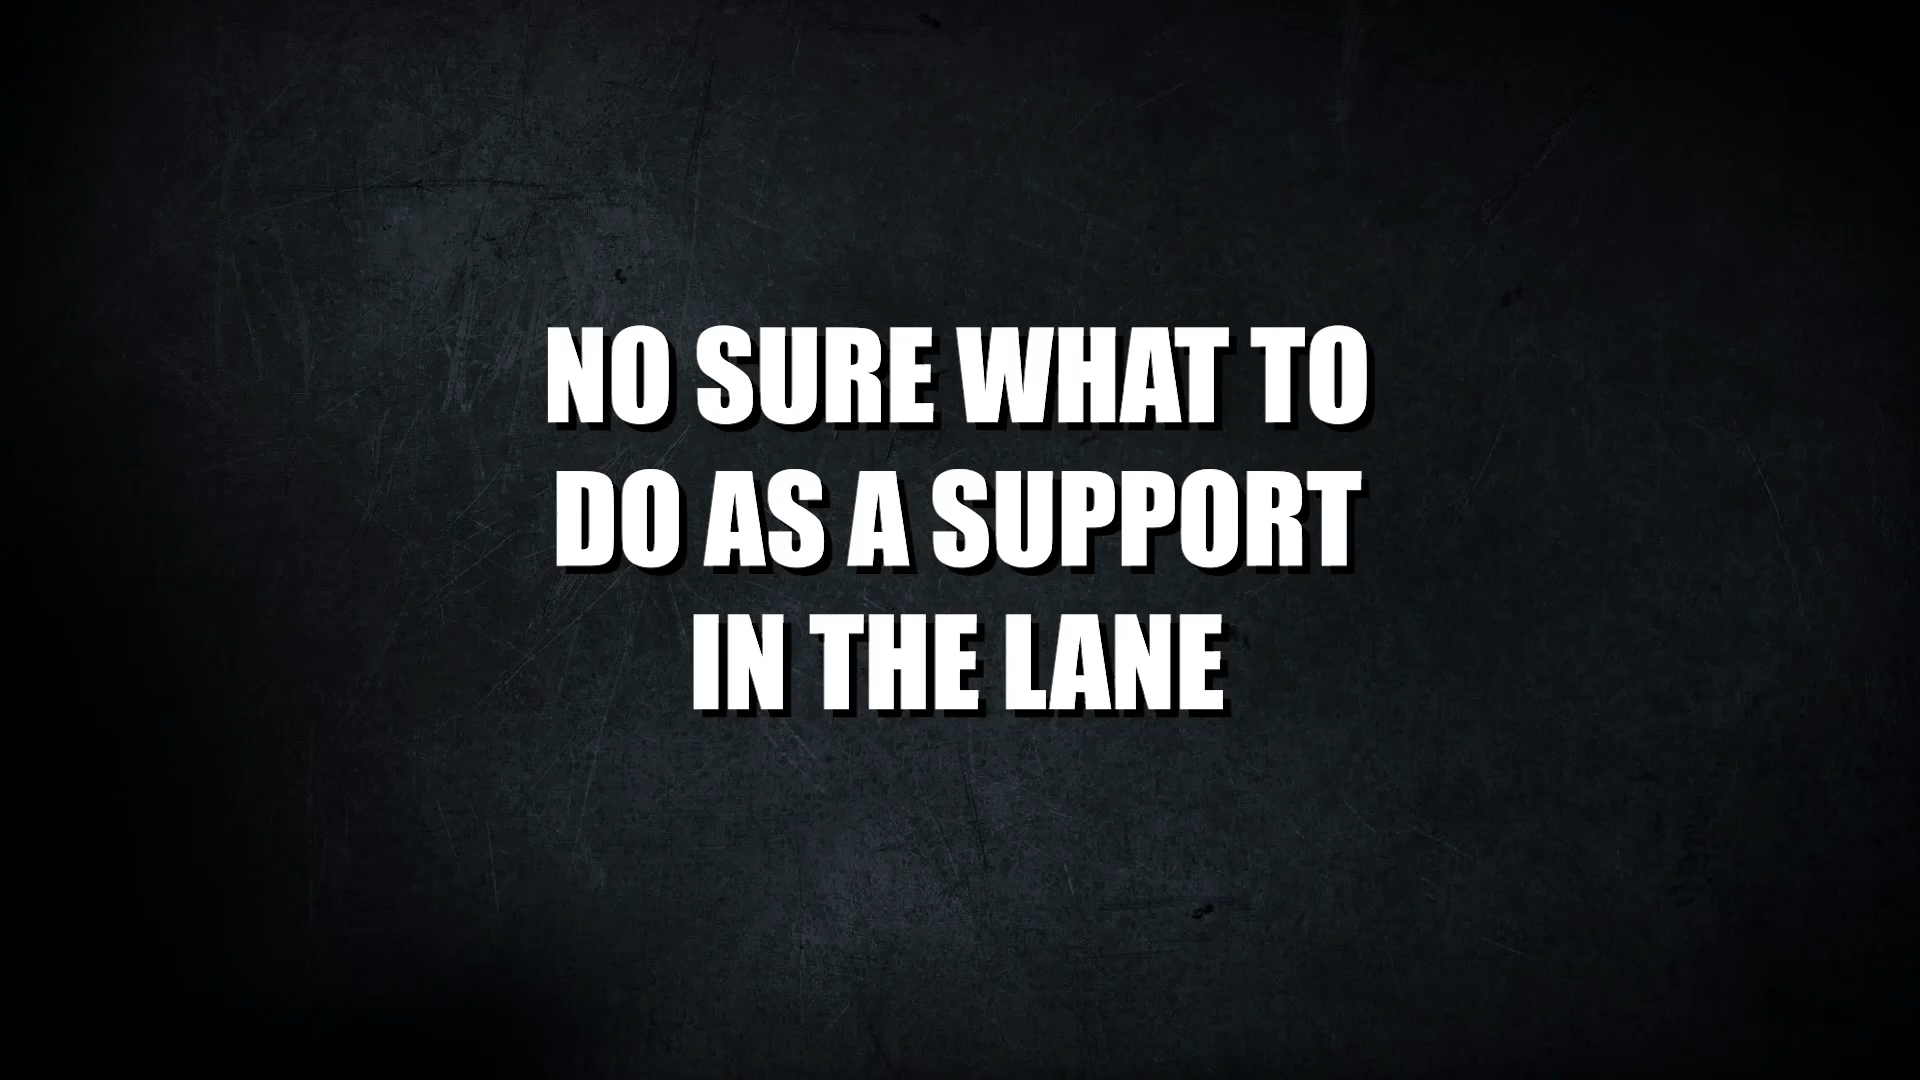 NO SURE WHAT TO
DO AS A SUPPORT
IN THE LANE